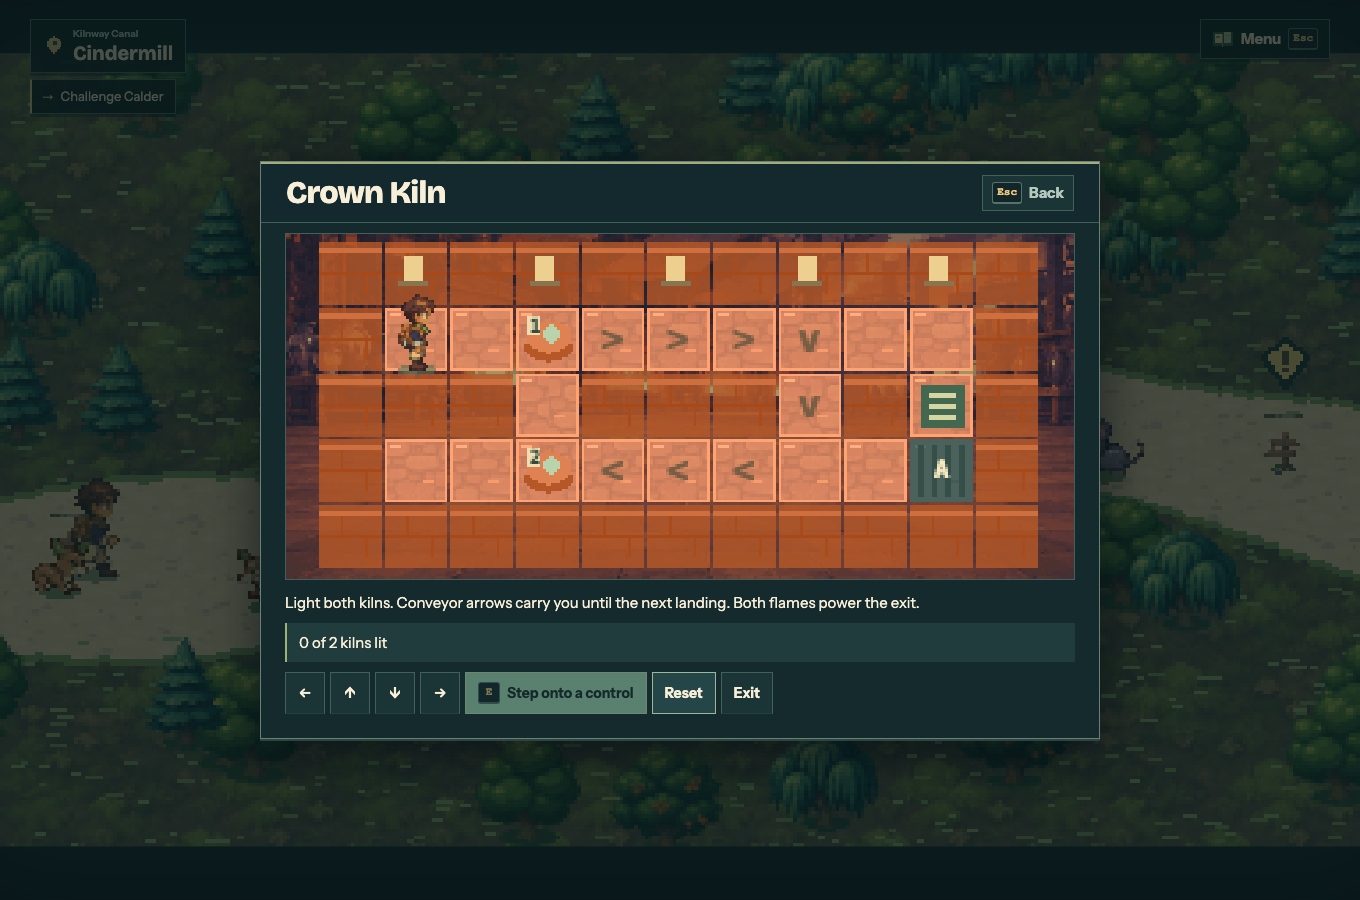 Kilnway Canal
Cindermill
Menu Esc
→ Challenge Calder
Crown Kiln
Esc Back
1 > > > v
v
2 < < < A
Light both kilns. Conveyor arrows carry you until the next landing. Both flames power the exit.
0 of 2 kilns lit
← ↑ ↓ → E Step onto a control Reset Exit